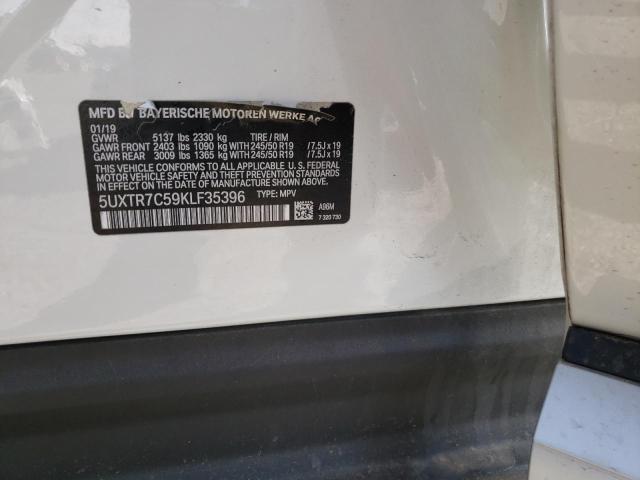 MFD BY BAYERISCHE MOTOREN WERKE AG
01/19
GVWR 5137 lbs 2330 kg TIRE / RIM
GAWR FRONT 2403 lbs 1090 kg WITH 245/50 R19 /7.5J x 19
GAWR REAR 3009 lbs 1365 kg WITH 245/50 R19 /7.5J x 19
THIS VEHICLE CONFORMS TO ALL APPLICABLE U. S. FEDERAL
MOTOR VEHICLE SAFETY, BUMPER, AND THEFT PREVENTION
STANDARDS IN EFFECT ON THE DATE OF MANUFACTURE
SHOWN ABOVE.
5UXTR7C59KLF35396 TYPE: MPV
A96M
7 320 730